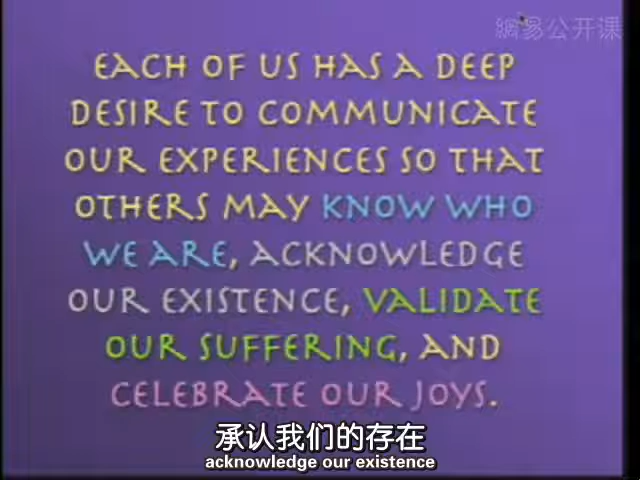 網易公开课
EACH OF US HAS A DEEP
DESIRE TO COMMUNICATE
OUR EXPERIENCES SO THAT
OTHERS MAY KNOW WHO
WE ARE, ACKNOWLEDGE
OUR EXISTENCE, VALIDATE
OUR SUFFERING, AND
CELEBRATE OUR JOYS.
承认我们的存在
acknowledge our existence